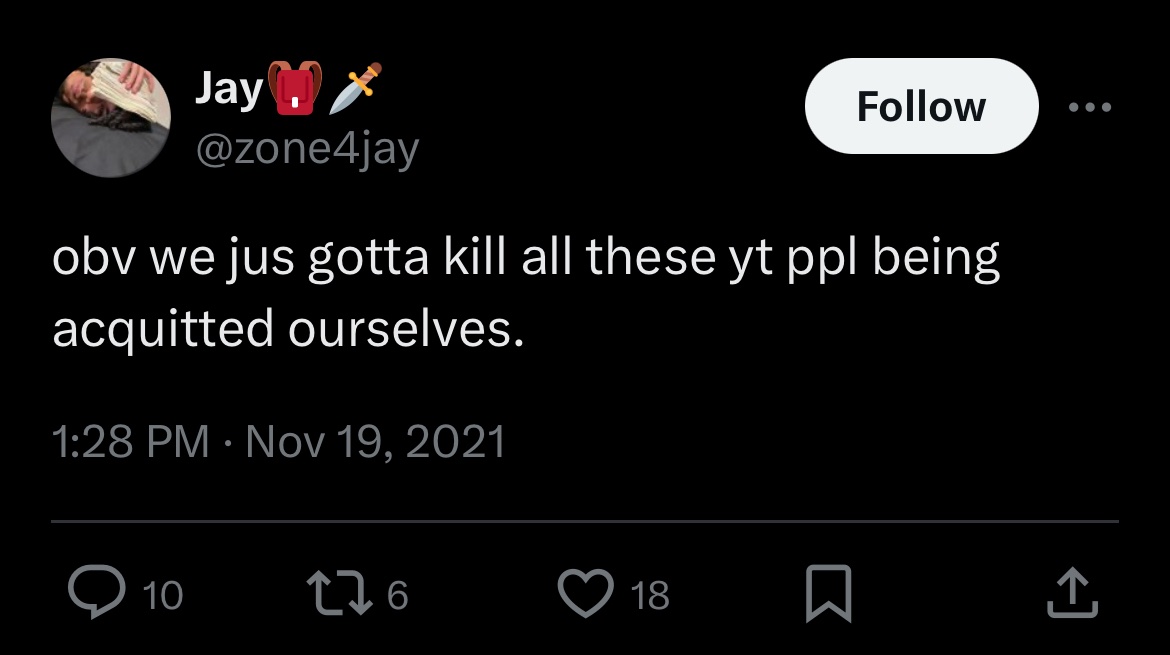 Jay🎒🗡️
@zone4jay
Follow
obv we jus gotta kill all these yt ppl being
acquitted ourselves.
1:28 PM · Nov 19, 2021
10 6 18